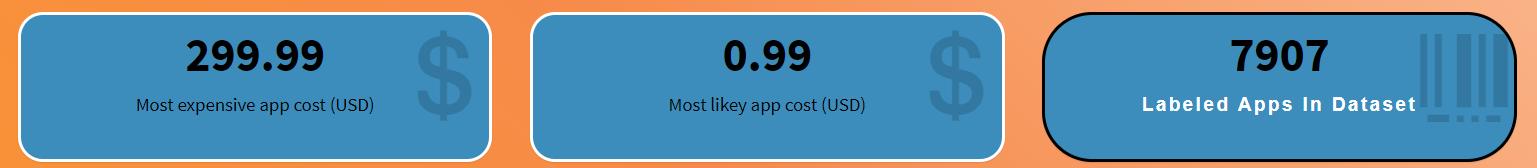 299.99
Most expensive app cost (USD)
0.99
Most likey app cost (USD)
7907
Labeled Apps In Dataset